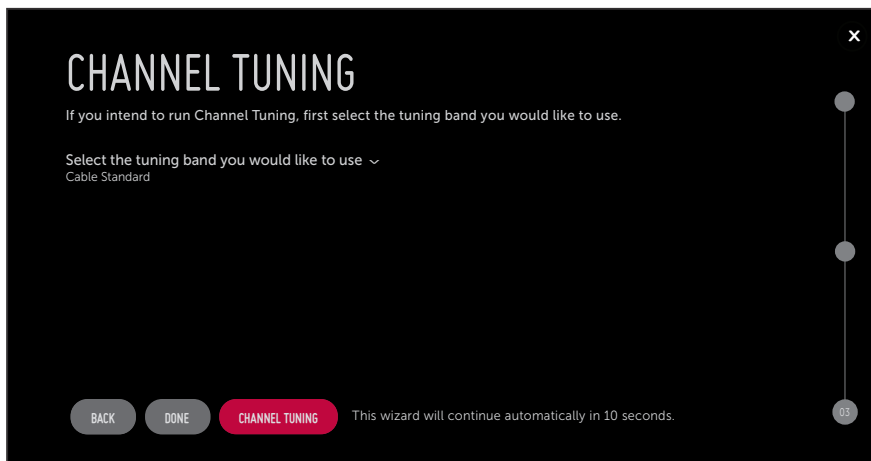 X
CHANNEL TUNING
If you intend to run Channel Tuning, first select the tuning band you would like to use.
Select the tuning band you would like to use
Cable Standard
BACK DONE CHANNEL TUNING This wizard will continue automatically in 10 seconds.
03